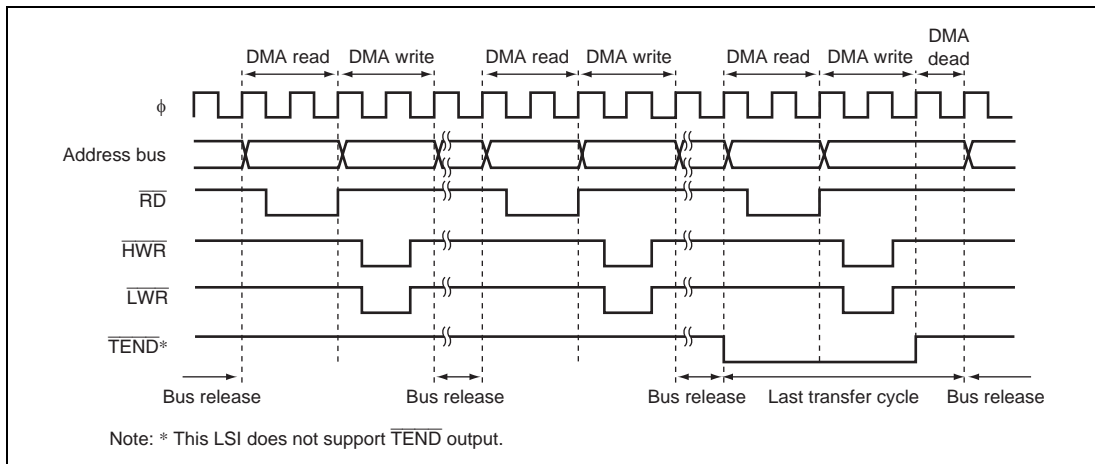 DMA
dead
DMA read DMA write DMA read DMA write DMA read DMA write
ϕ
Address bus
RD
HWR
LWR
TEND*
Bus release Bus release Bus release Last transfer cycle Bus release
Note: * This LSI does not support TEND output.